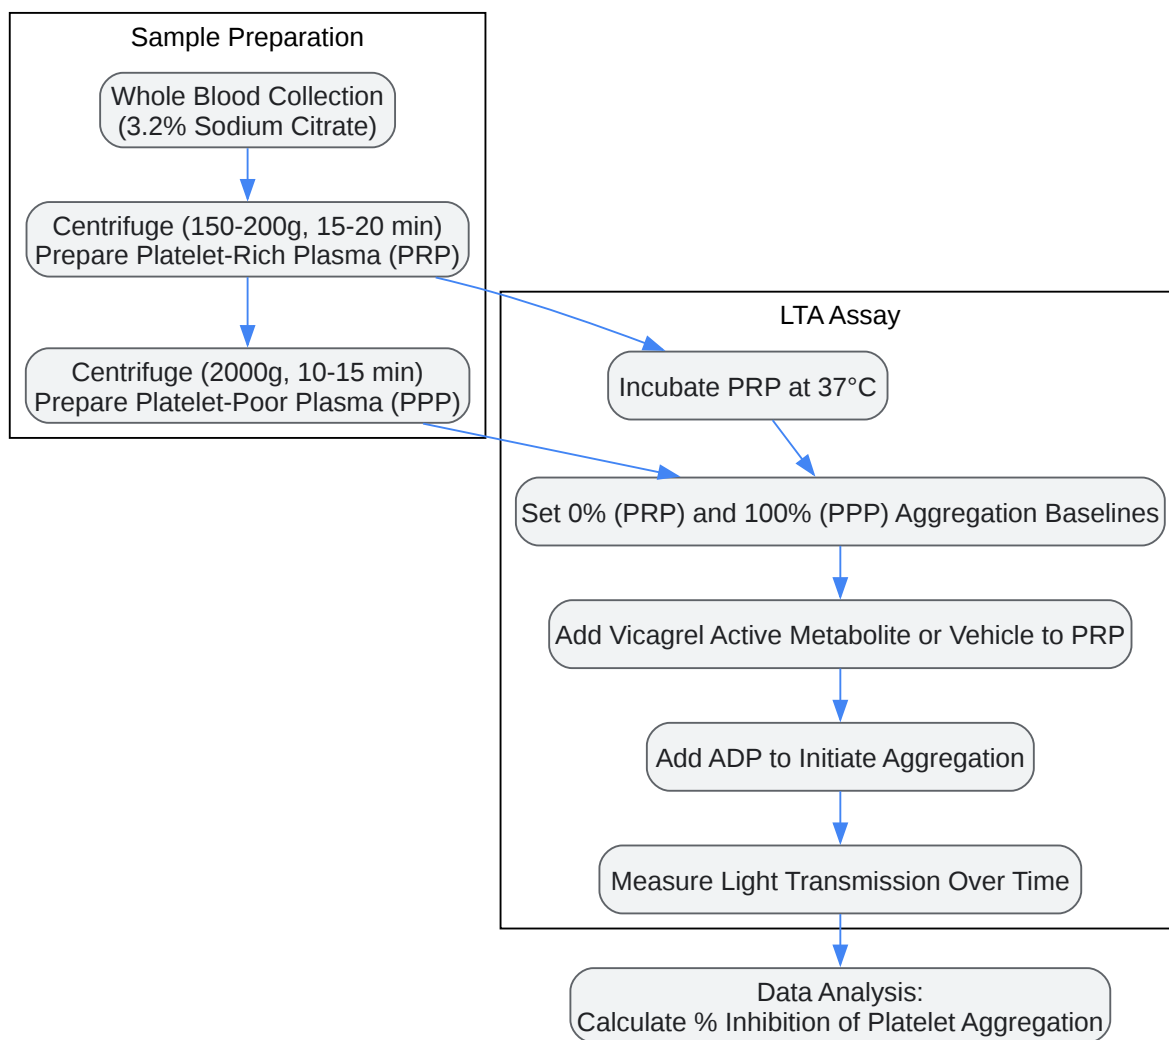 Sample Preparation
Whole Blood Collection
(3.2% Sodium Citrate)
Centrifuge (150-200g, 15-20 min)
Prepare Platelet-Rich Plasma (PRP)
Centrifuge (2000g, 10-15 min)
Prepare Platelet-Poor Plasma (PPP)
LTA Assay
Incubate PRP at 37°C
Set 0% (PRP) and 100% (PPP) Aggregation Baselines
Add Vicagrel Active Metabolite or Vehicle to PRP
Add ADP to Initiate Aggregation
Measure Light Transmission Over Time
Data Analysis:
Calculate % Inhibition of Platelet Aggregation